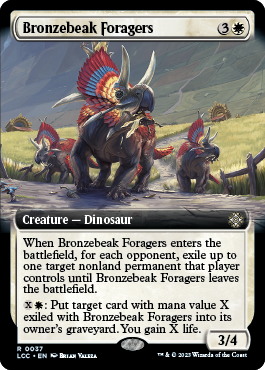 Bronzebeak Foragers 3
Creature — Dinosaur
When Bronzebeak Foragers enters the
battlefield, for each opponent, exile up to
one target nonland permanent that player
controls until Bronzebeak Foragers leaves
the battlefield.
X: Put target card with mana value X
exiled with Bronzebeak Foragers into its
owner's graveyard. You gain X life.
3/4
R 0037
LCC • EN Brian Valeza
™ & © 2023 Wizards of the Coast